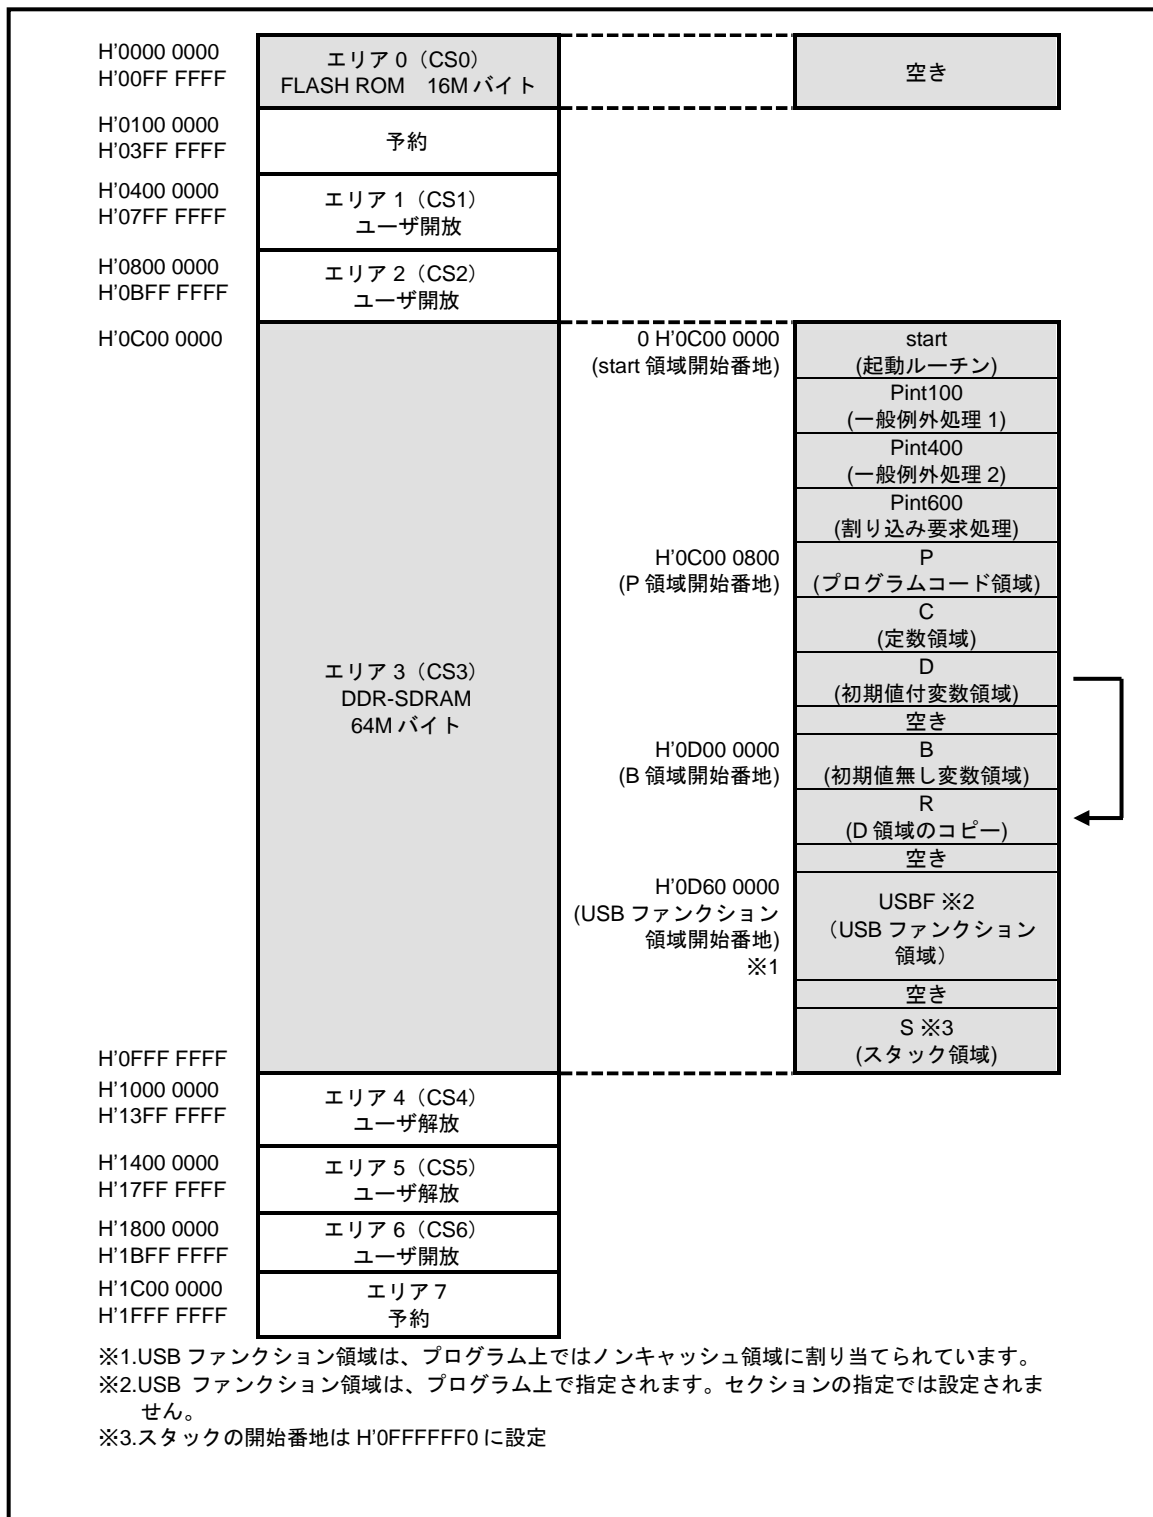 H'0000 0000
H'00FF FFFF
エリア 0（CS0）
FLASH ROM　16M バイト
空き
H'0100 0000
H'03FF FFFF
予約
H'0400 0000
H'07FF FFFF
エリア 1（CS1）
ユーザ開放
H'0800 0000
H'0BFF FFFF
エリア 2（CS2）
ユーザ開放
H'0C00 0000
エリア 3（CS3）
DDR-SDRAM
64M バイト
H'0FFF FFFF
0 H'0C00 0000
(start 領域開始番地)
start
(起動ルーチン)
Pint100
(一般例外処理 1)
Pint400
(一般例外処理 2)
Pint600
(割り込み要求処理)
H'0C00 0800
(P 領域開始番地)
P
(プログラムコード領域)
C
(定数領域)
D
(初期値付変数領域)
空き
H'0D00 0000
(B 領域開始番地)
B
(初期値無し変数領域)
R
(D 領域のコピー)
空き
H'0D60 0000
(USB ファンクション
領域開始番地)
※1
USBF ※2
（USB ファンクション
領域）
空き
S ※3
(スタック領域)
H'1000 0000
H'13FF FFFF
エリア 4（CS4）
ユーザ解放
H'1400 0000
H'17FF FFFF
エリア 5（CS5）
ユーザ解放
H'1800 0000
H'1BFF FFFF
エリア 6（CS6）
ユーザ開放
H'1C00 0000
H'1FFF FFFF
エリア 7
予約
※1.USB ファンクション領域は、プログラム上ではノンキャッシュ領域に割り当てられています。
※2.USB ファンクション領域は、プログラム上で指定されます。セクションの指定では設定されま
せん。
※3.スタックの開始番地は H'0FFFFFF0 に設定